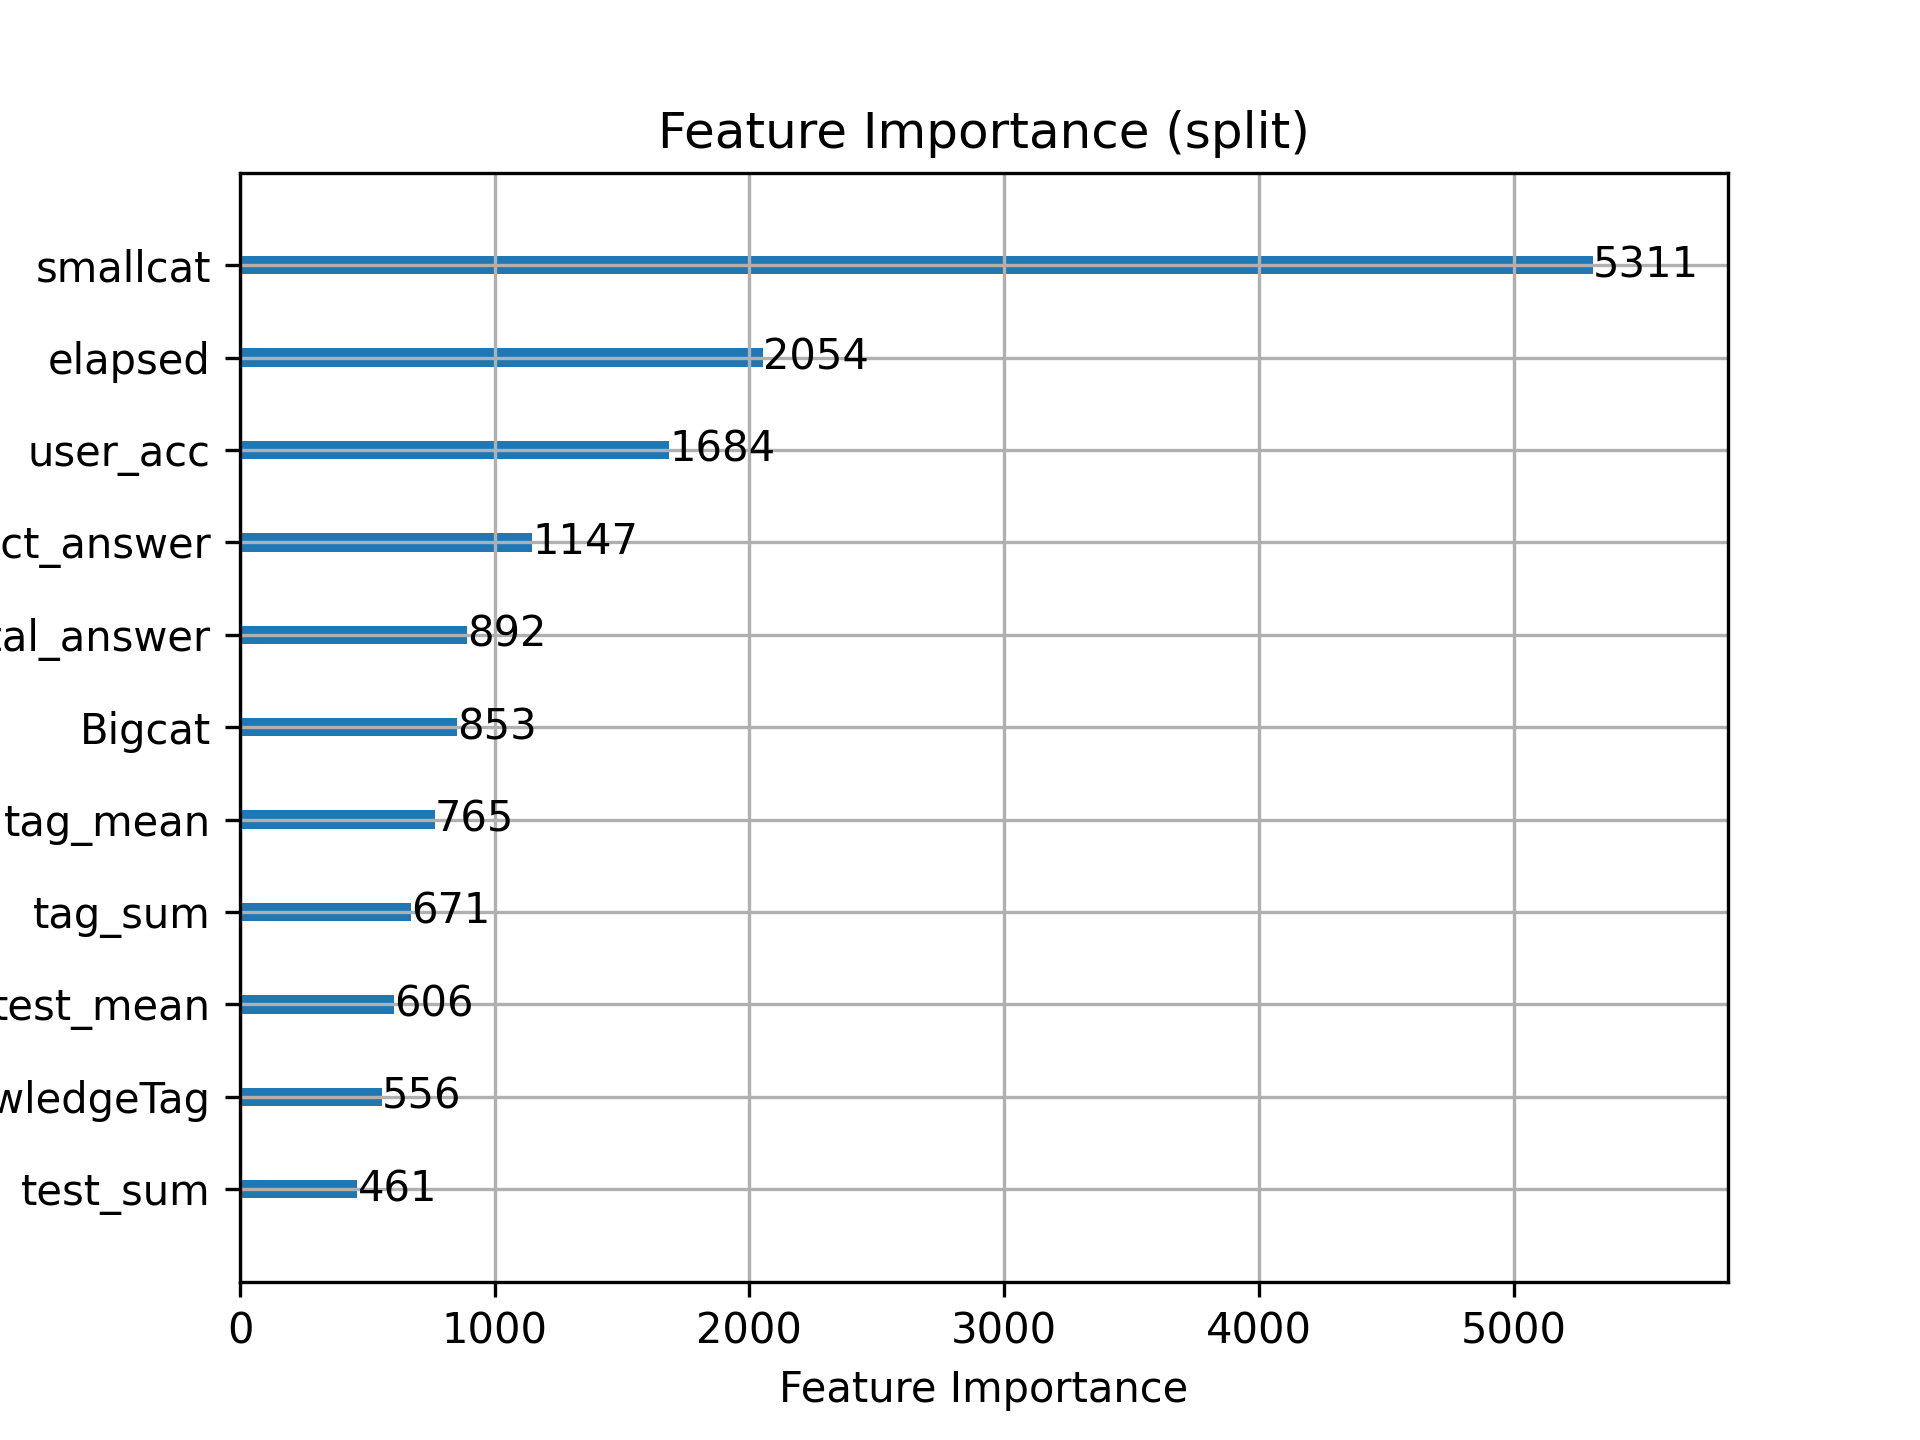 Feature Importance (split)
smallcat 5311
elapsed 2054
user_acc 1684
ct_answer 1147
al_answer 892
Bigcat 853
tag_mean 765
tag_sum 671
test_mean 606
wledgeTag 556
test_sum 461
0 1000 2000 3000 4000 5000
Feature Importance